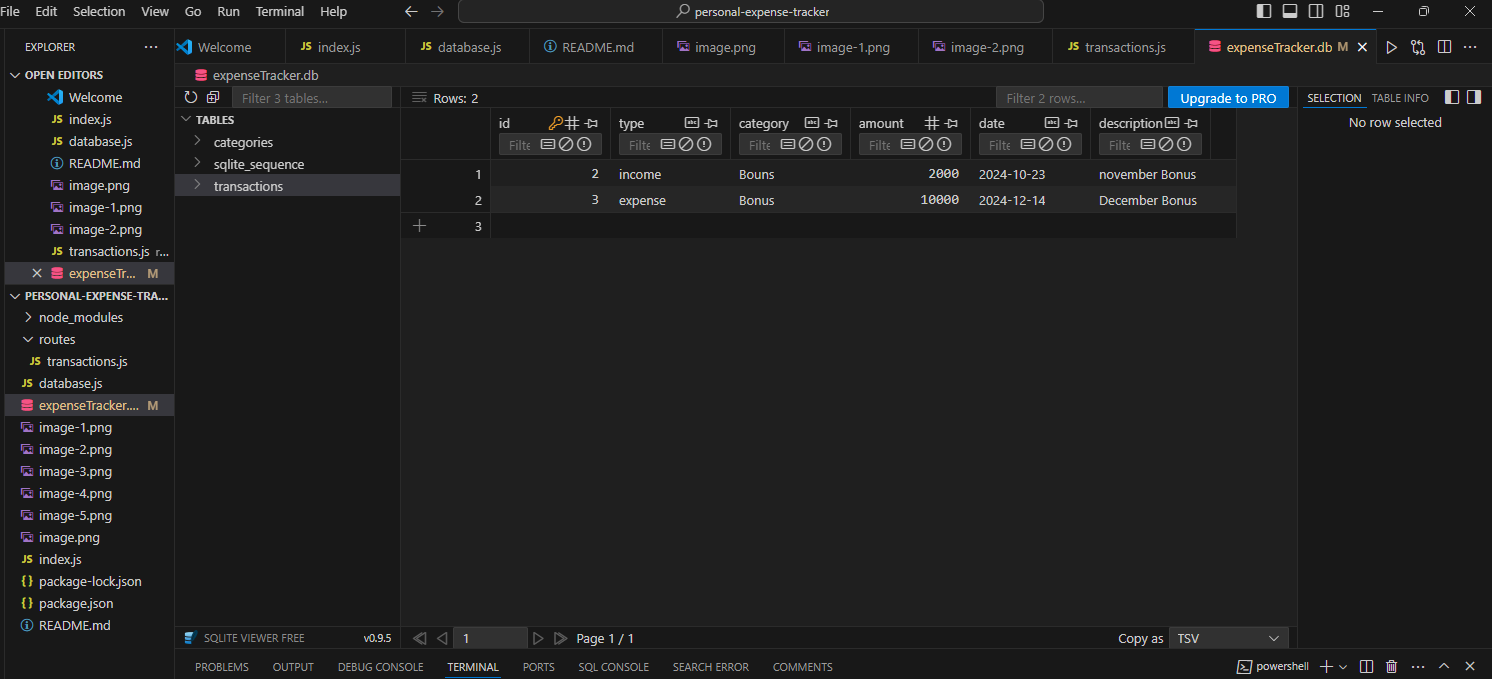 File Edit Selection View Go Run Terminal Help personal-expense-tracker
EXPLORER
Welcome index.js database.js README.md image.png image-1.png image-2.png transactions.js expenseTracker.db M
OPEN EDITORS
Welcome
JS index.js
JS database.js
README.md
image.png
image-1.png
image-2.png
JS transactions.js r...
expenseTr... M
PERSONAL-EXPENSE-TRA...
node_modules
routes
JS transactions.js
JS database.js
expenseTracker.... M
image-1.png
image-2.png
image-3.png
image-4.png
image-5.png
image.png
JS index.js
{} package-lock.json
{} package.json
README.md
expenseTracker.db
Filter 3 tables...
TABLES
categories
sqlite_sequence
transactions
SQLITE VIEWER FREE v0.9.5
Rows: 2 Filter 2 rows... Upgrade to PRO
id type category amount date description
Filte Filte Filte Filte Filte Filte
1 2 income Bouns 2000 2024-10-23 november Bonus
2 3 expense Bonus 10000 2024-12-14 December Bonus
3
1 Page 1 / 1 Copy as TSV
SELECTION TABLE INFO
No row selected
PROBLEMS OUTPUT DEBUG CONSOLE TERMINAL PORTS SQL CONSOLE SEARCH ERROR COMMENTS powershell